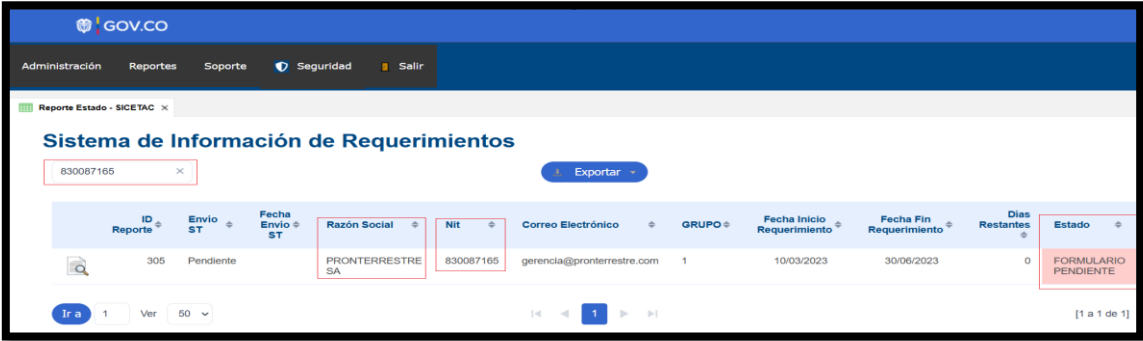 GOV.CO
Administración Reportes Soporte Seguridad Salir
Reporte Estado - SICETAC ×
Sistema de Información de Requerimientos
830087165 ×
Exportar
ID Reporte Envio ST Fecha Envio ST Razón Social Nit Correo Electrónico GRUPO Fecha Inicio Requerimiento Fecha Fin Requerimiento Dias Restantes Estado
305 Pendiente PRONTERRESTRE SA 830087165 gerencia@pronterrestre.com 1 10/03/2023 30/06/2023 0 FORMULARIO PENDIENTE
Ir a 1 Ver 50 1 [1 a 1 de 1]